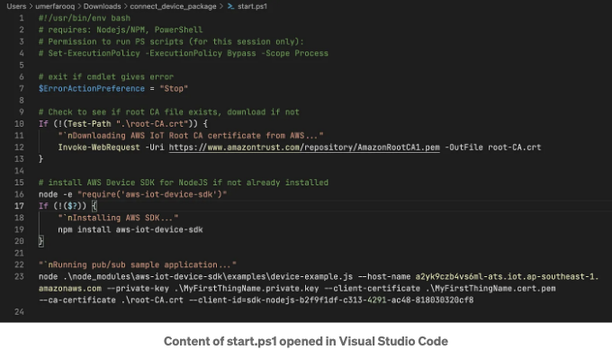 Users › umerfarooq › Downloads › connect_device_package › start.ps1
1 #!/usr/bin/env bash
2 # requires: Nodejs/NPM, PowerShell
3 # Permission to run PS scripts (for this session only):
4 # Set-ExecutionPolicy -ExecutionPolicy Bypass -Scope Process
5
6 # exit if cmdlet gives error
7 $ErrorActionPreference = "Stop"
8
9 # Check to see if root CA file exists, download if not
10 If (!(Test-Path ".\root-CA.crt")) {
11 "`nDownloading AWS IoT Root CA certificate from AWS..."
12 Invoke-WebRequest -Uri https://www.amazontrust.com/repository/AmazonRootCA1.pem -OutFile root-CA.crt
13 }
14
15 # install AWS Device SDK for NodeJS if not already installed
16 node -e "require('aws-iot-device-sdk')"
17 If (!($?)) {
18 "`nInstalling AWS SDK..."
19 npm install aws-iot-device-sdk
20 }
21
22 "`nRunning pub/sub sample application..."
23 node .\node_modules\aws-iot-device-sdk\examples\device-example.js --host-name a2yk9czb4vs6ml-ats.iot.ap-southeast-1.
amazonaws.com --private-key .\MyFirstThingName.private.key --client-certificate .\MyFirstThingName.cert.pem
--ca-certificate .\root-CA.crt --client-id=sdk-nodejs-b2f9f1df-c313-4291-ac48-818030320cf8
24
Content of start.ps1 opened in Visual Studio Code